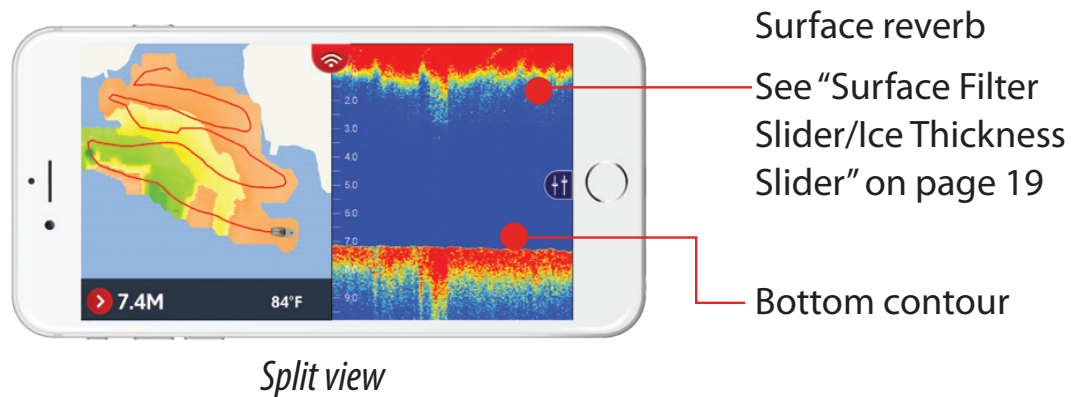 Surface reverb
See “Surface Filter
Slider/Ice Thickness
Slider” on page 19
2.0
3.0
4.0
5.0
6.0
7.0
9.0
7.4M
84°F
Bottom contour
Split view